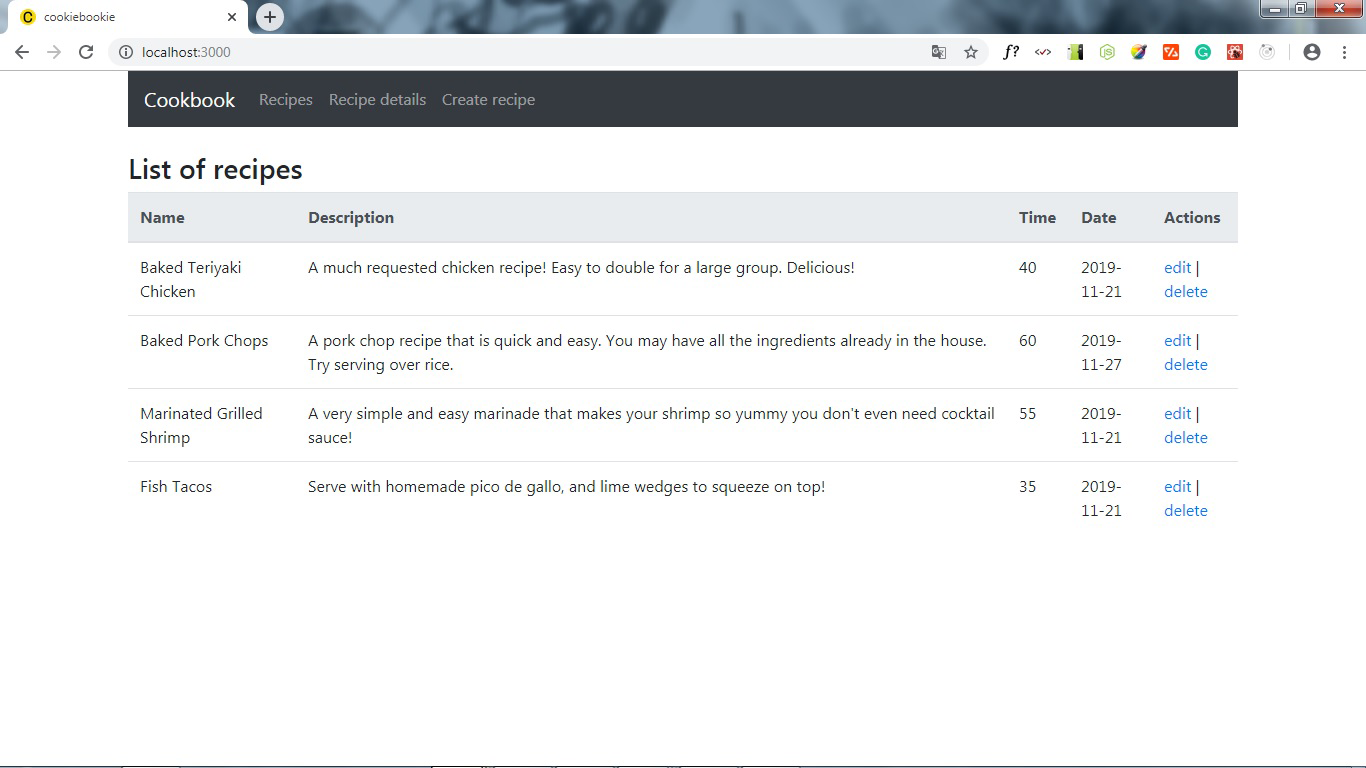 cookiebookie
localhost:3000
f?
Cookbook Recipes Recipe details Create recipe
List of recipes
Name Description Time Date Actions
Baked Teriyaki Chicken A much requested chicken recipe! Easy to double for a large group. Delicious! 40 2019-11-21 edit | delete
Baked Pork Chops A pork chop recipe that is quick and easy. You may have all the ingredients already in the house. Try serving over rice. 60 2019-11-27 edit | delete
Marinated Grilled Shrimp A very simple and easy marinade that makes your shrimp so yummy you don't even need cocktail sauce! 55 2019-11-21 edit | delete
Fish Tacos Serve with homemade pico de gallo, and lime wedges to squeeze on top! 35 2019-11-21 edit | delete